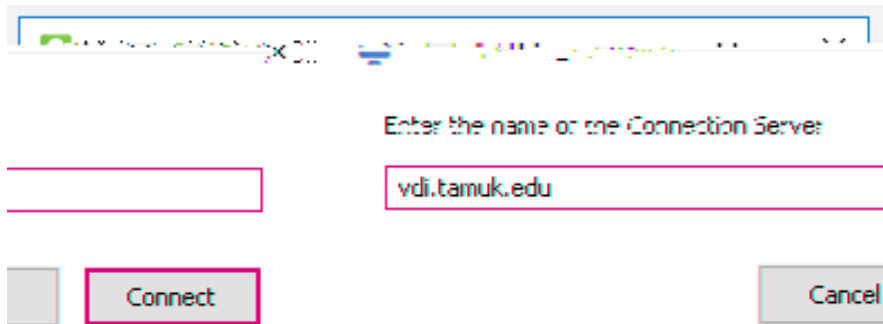 Enter the name of the Connection Server
vdi.tamuk.edu
Connect
Cancel